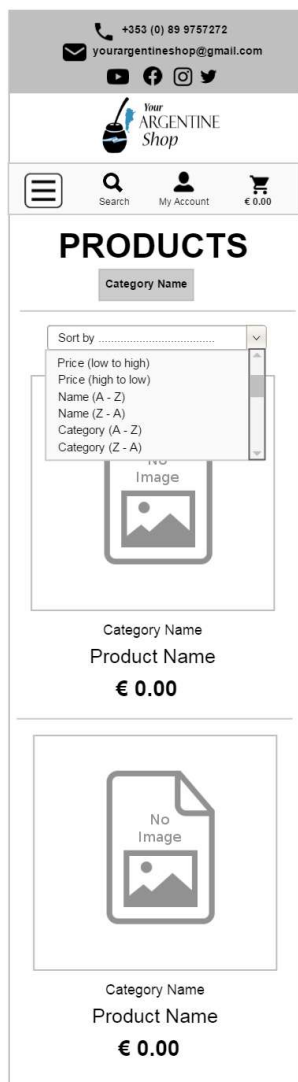 +353 (0) 89 9757272
yourargentineshop@gmail.com
Your
ARGENTINE
Shop
Search
My Account
€ 0.00
PRODUCTS
Category Name
Sort by ...................................
Price (low to high)
Price (high to low)
Name (A - Z)
Name (Z - A)
Category (A - Z)
Category (Z - A)
No
Image
Category Name
Product Name
€ 0.00
No
Image
Category Name
Product Name
€ 0.00